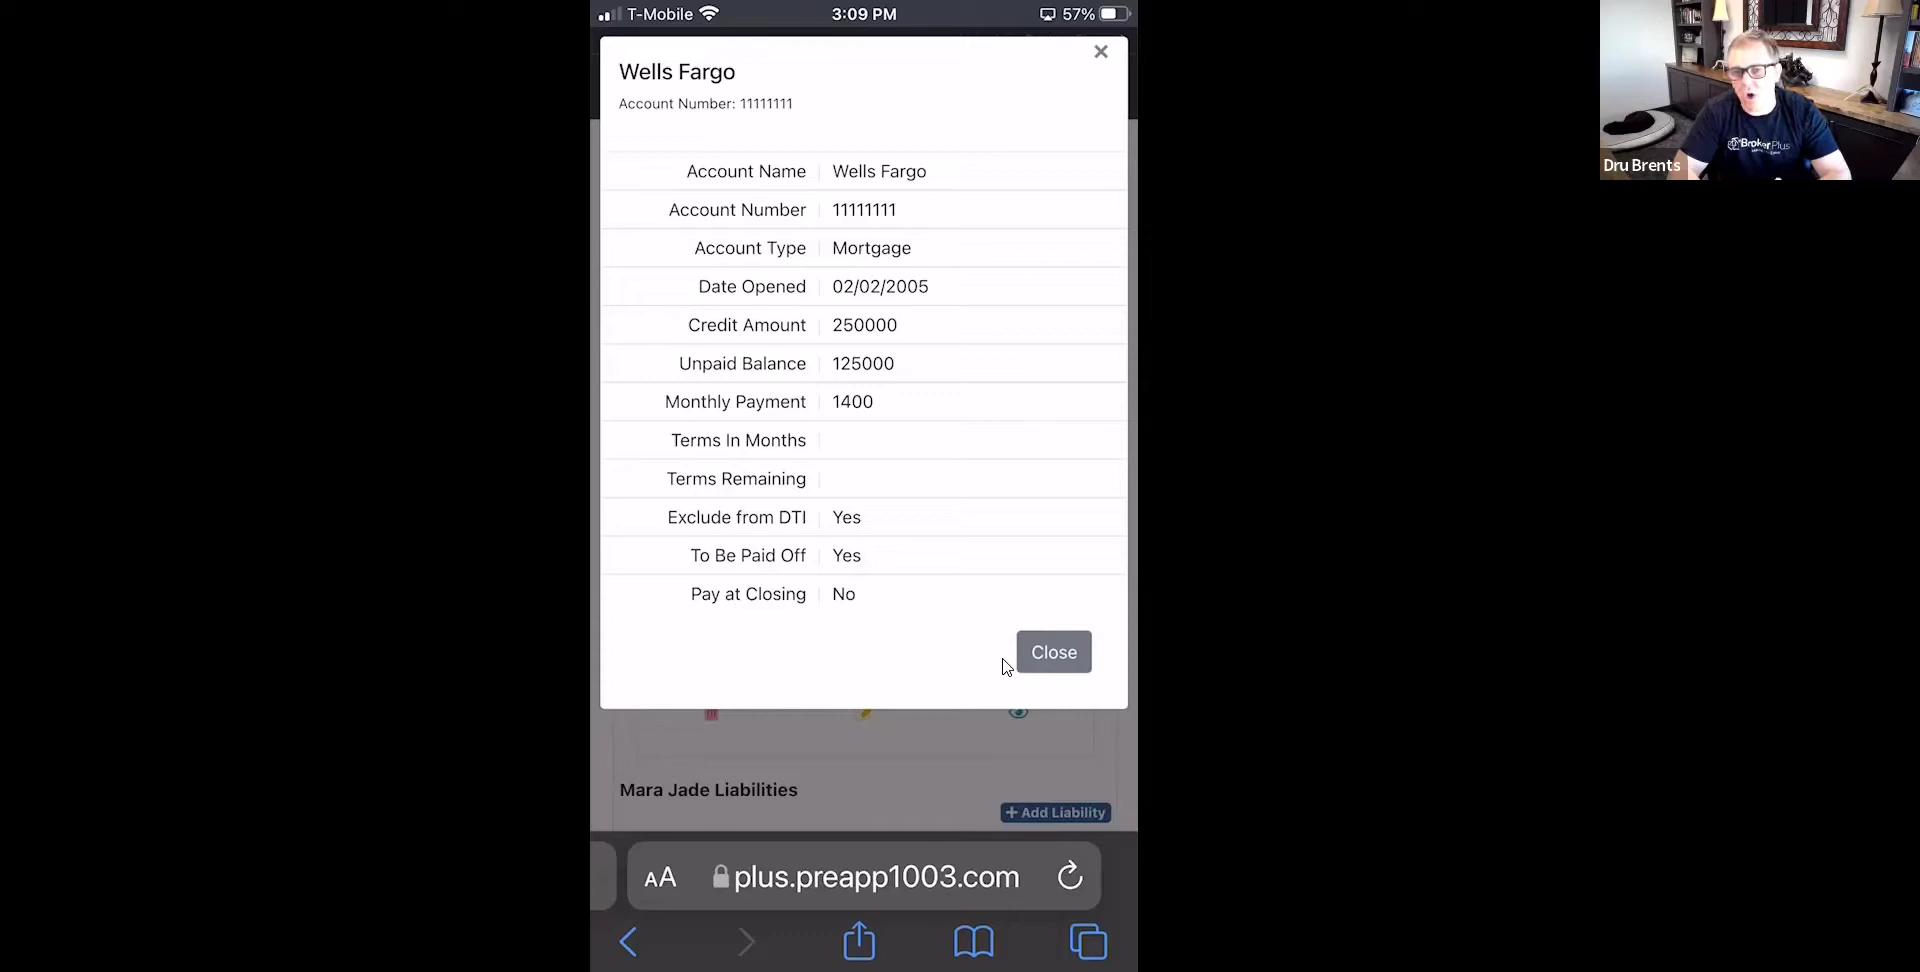 T-Mobile 3:09 PM 57%
×
Wells Fargo
Account Number: 11111111
Account Name Wells Fargo
Account Number 11111111
Account Type Mortgage
Date Opened 02/02/2005
Credit Amount 250000
Unpaid Balance 125000
Monthly Payment 1400
Terms In Months
Terms Remaining
Exclude from DTI Yes
To Be Paid Off Yes
Pay at Closing No
Close
Mara Jade Liabilities
+ Add Liability
AA plus.preapp1003.com
BrokerPlus
Dru Brents